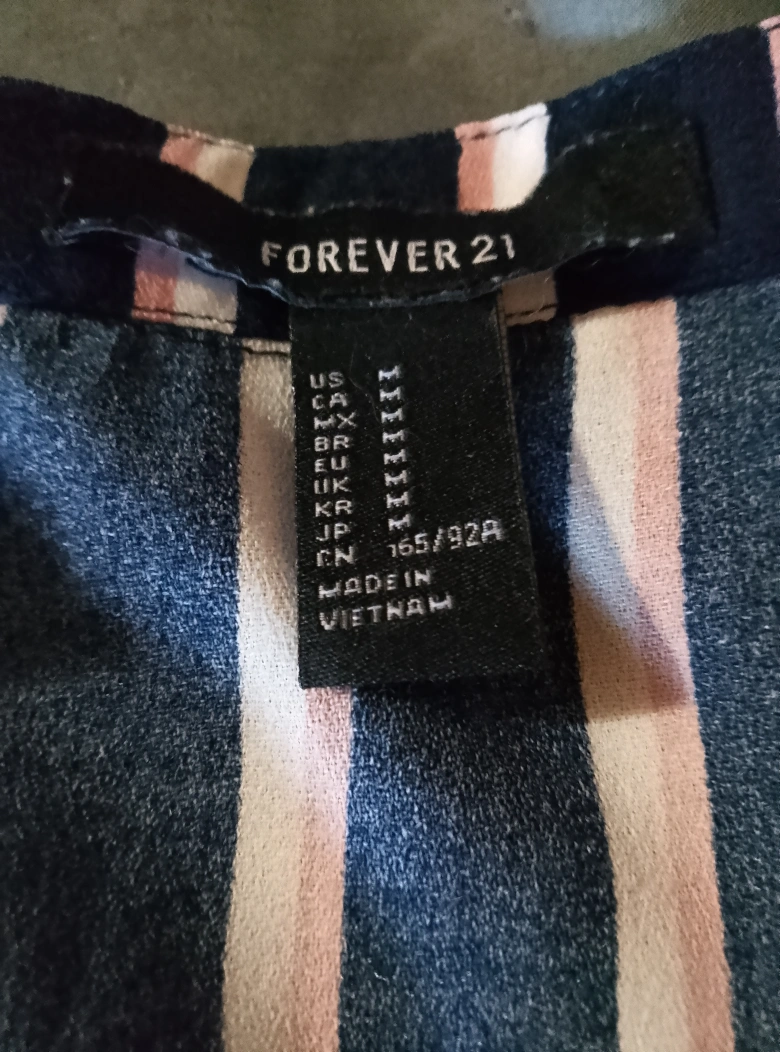 FOREVER 21
US M
CA M
MX M
BR M
EU M
UK M
KR M
JP M
CN 165/92A
MADE IN
VIETNAM